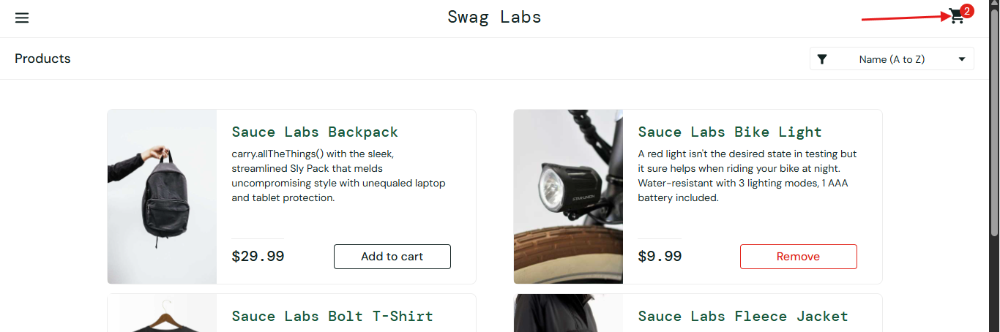 Swag Labs
2
Products
Name (A to Z)
Sauce Labs Backpack
carry.allTheThings() with the sleek,
streamlined Sly Pack that melds
uncompromising style with unequaled laptop
and tablet protection.
$29.99
Add to cart
Sauce Labs Bike Light
A red light isn't the desired state in testing but
it sure helps when riding your bike at night.
Water-resistant with 3 lighting modes, 1 AAA
battery included.
$9.99
Remove
STAR UNION
Sauce Labs Bolt T-Shirt
Sauce Labs Fleece Jacket